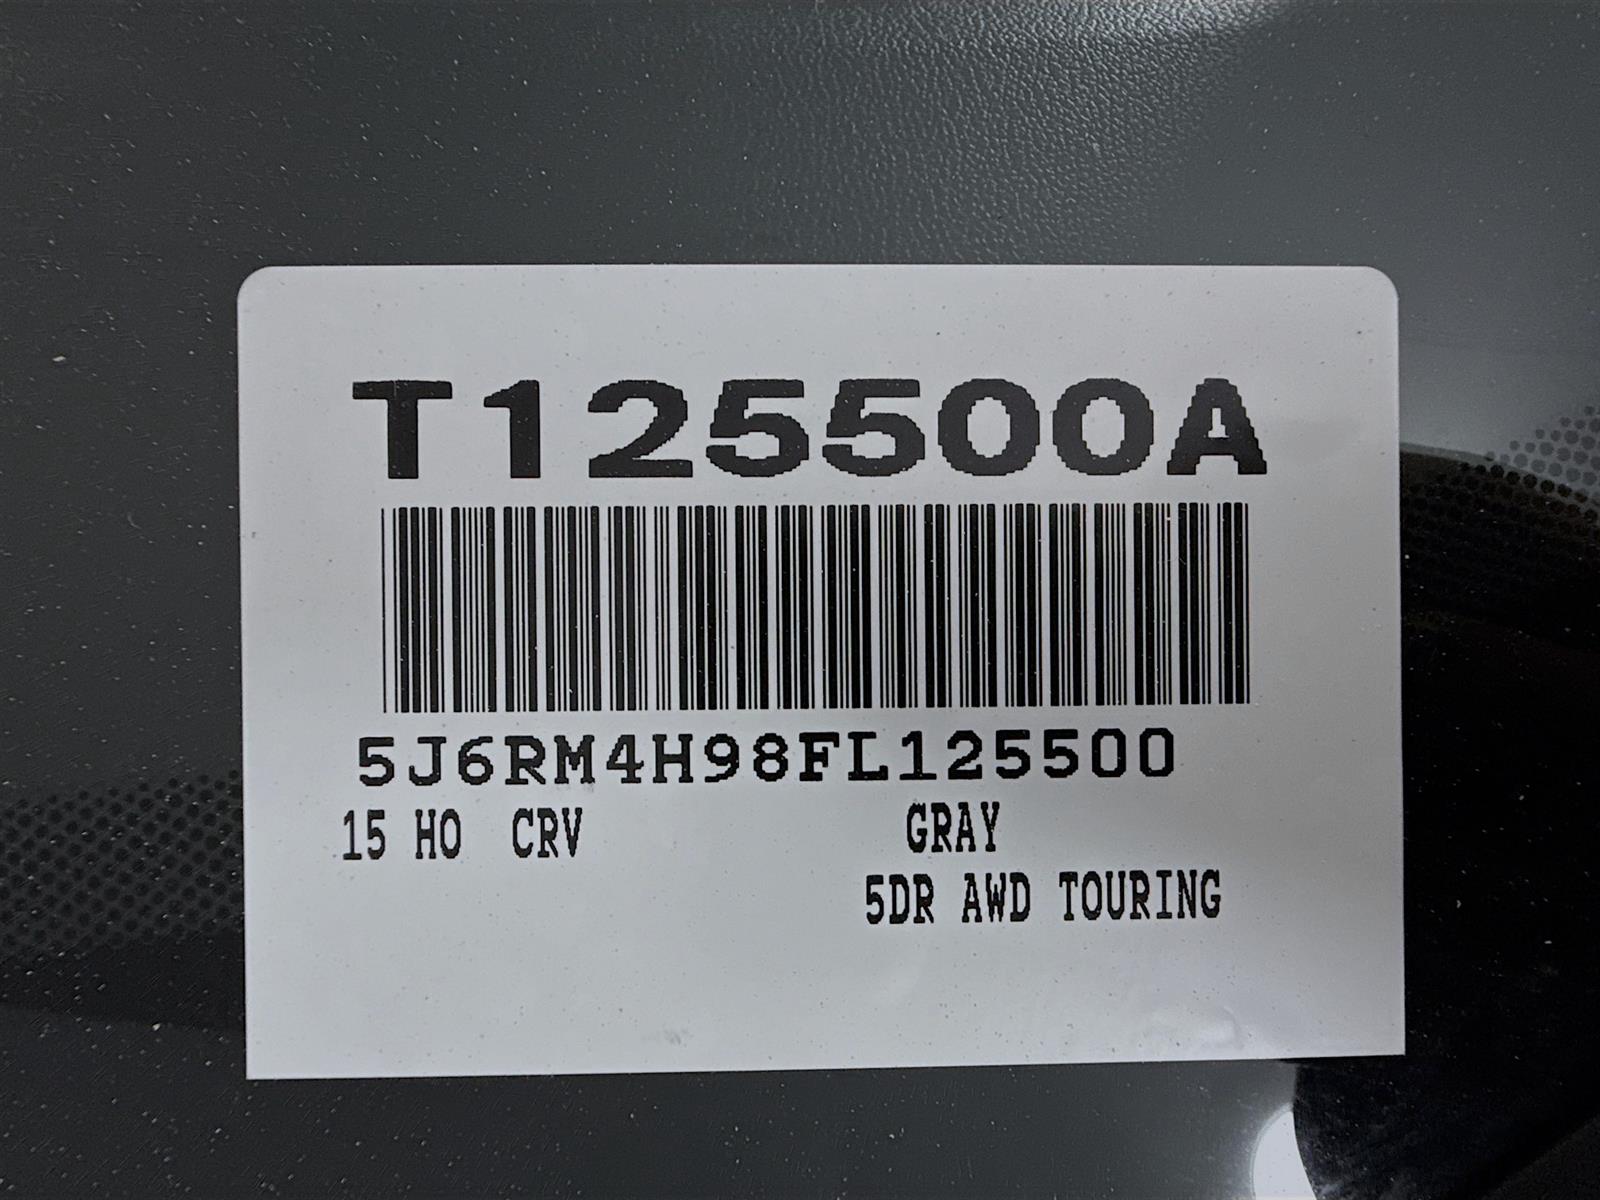 T125500A
5J6RM4H98FL125500
15 HO CRV GRAY
5DR AWD TOURING